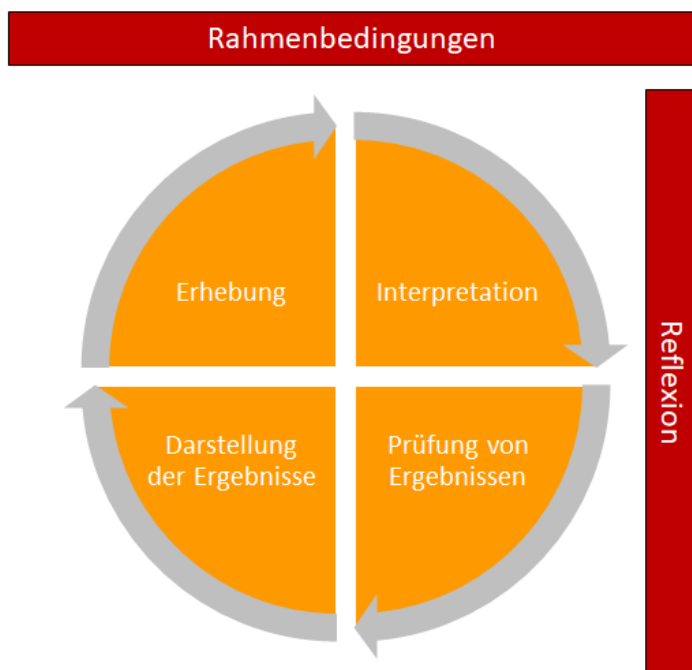 Rahmenbedingungen
Erhebung
Interpretation
Darstellung
der Ergebnisse
Prüfung von
Ergebnissen
Reflexion